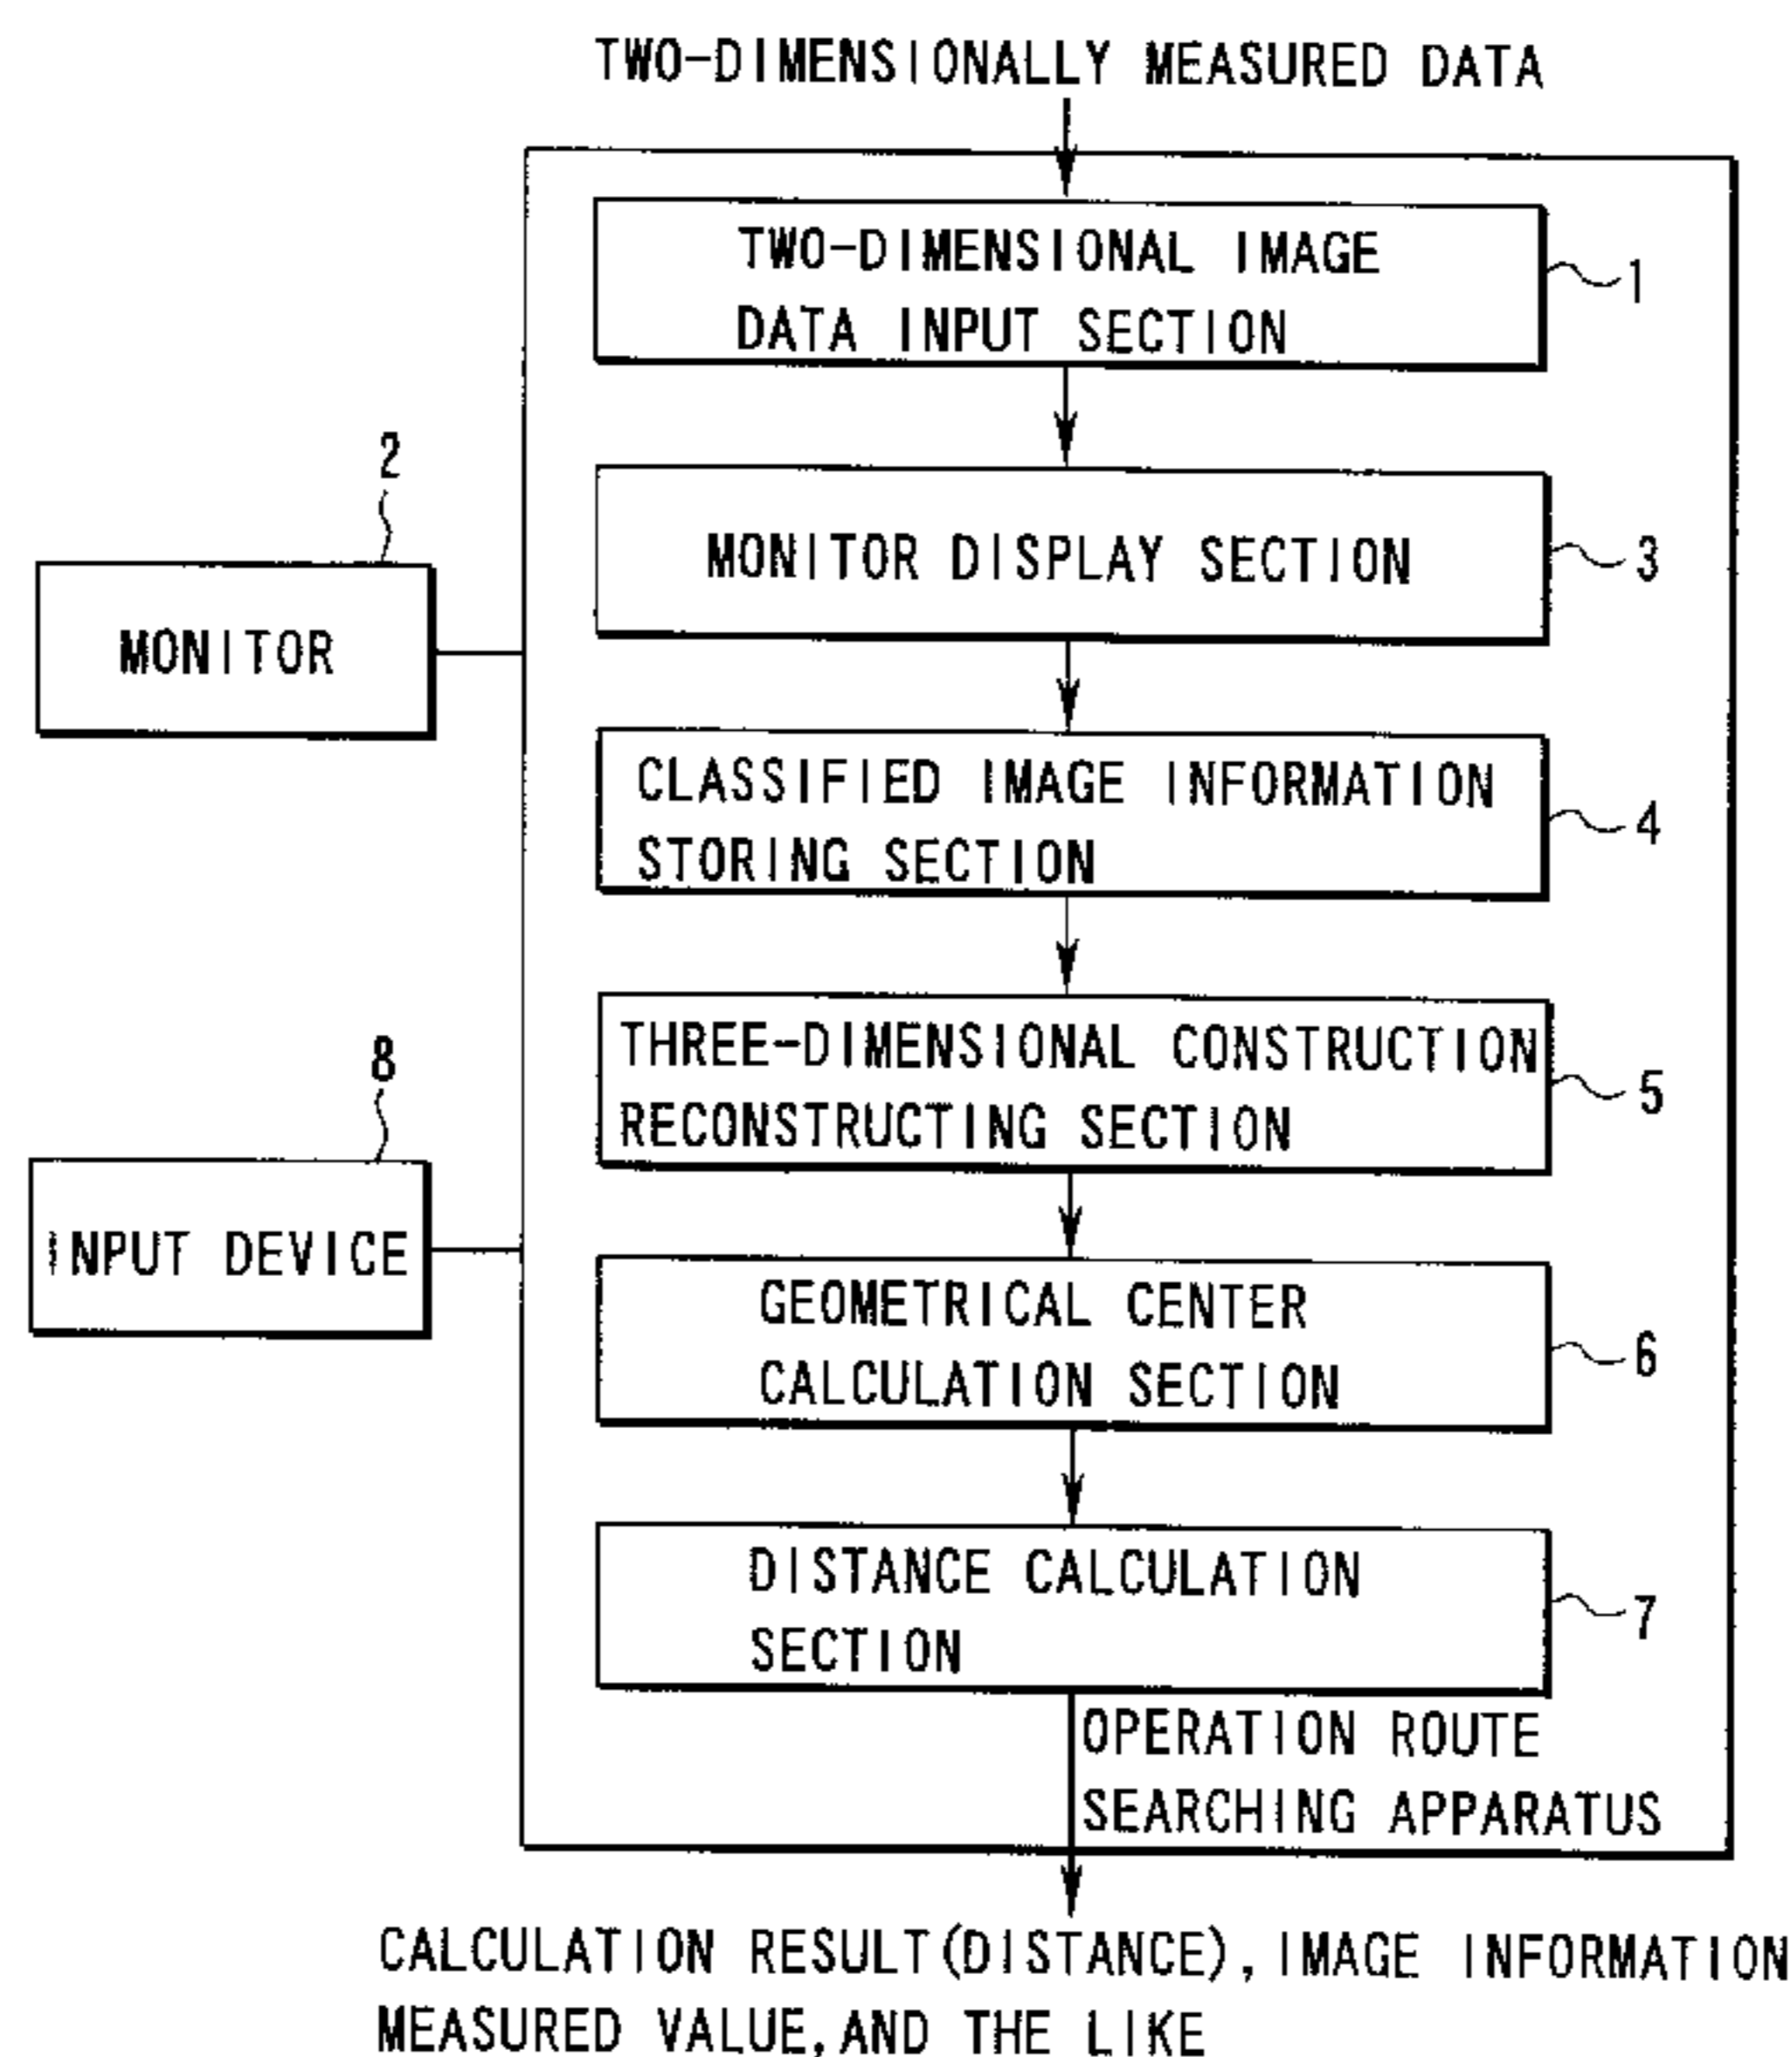 TWO-DIMENSIONALLY MEASURED DATA
TWO-DIMENSIONAL IMAGE
DATA INPUT SECTION
1
2
MONITOR
MONITOR DISPLAY SECTION
3
CLASSIFIED IMAGE INFORMATION
STORING SECTION
4
THREE-DIMENSIONAL CONSTRUCTION
RECONSTRUCTING SECTION
5
8
INPUT DEVICE
GEOMETRICAL CENTER
CALCULATION SECTION
6
DISTANCE CALCULATION
SECTION
7
OPERATION ROUTE
SEARCHING APPARATUS
CALCULATION RESULT(DISTANCE), IMAGE INFORMATION
MEASURED VALUE, AND THE LIKE